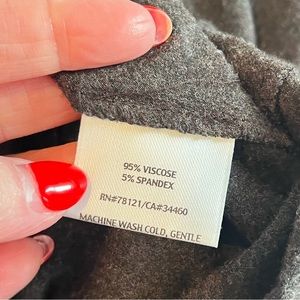 95% VISCOSE
5% SPANDEX
RN#78121/CA#34460
MACHINE WASH COLD, GENTLE